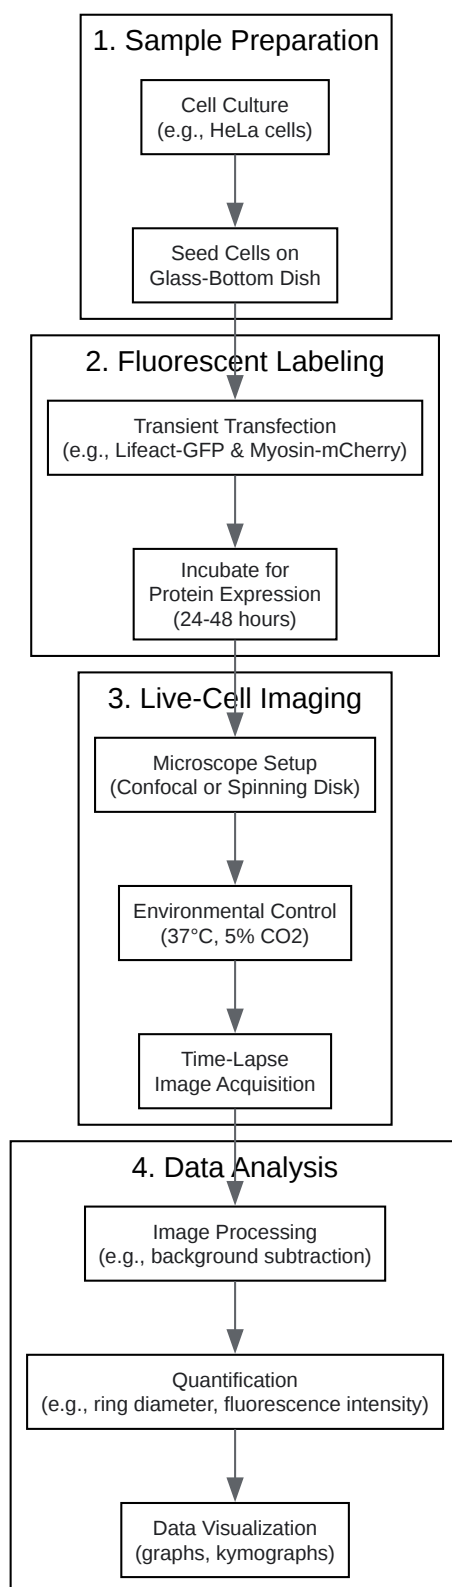 1. Sample Preparation
Cell Culture
(e.g., HeLa cells)
Seed Cells on
Glass-Bottom Dish
2. Fluorescent Labeling
Transient Transfection
(e.g., Lifeact-GFP & Myosin-mCherry)
Incubate for
Protein Expression
(24-48 hours)
3. Live-Cell Imaging
Microscope Setup
(Confocal or Spinning Disk)
Environmental Control
(37°C, 5% CO2)
Time-Lapse
Image Acquisition
4. Data Analysis
Image Processing
(e.g., background subtraction)
Quantification
(e.g., ring diameter, fluorescence intensity)
Data Visualization
(graphs, kymographs)